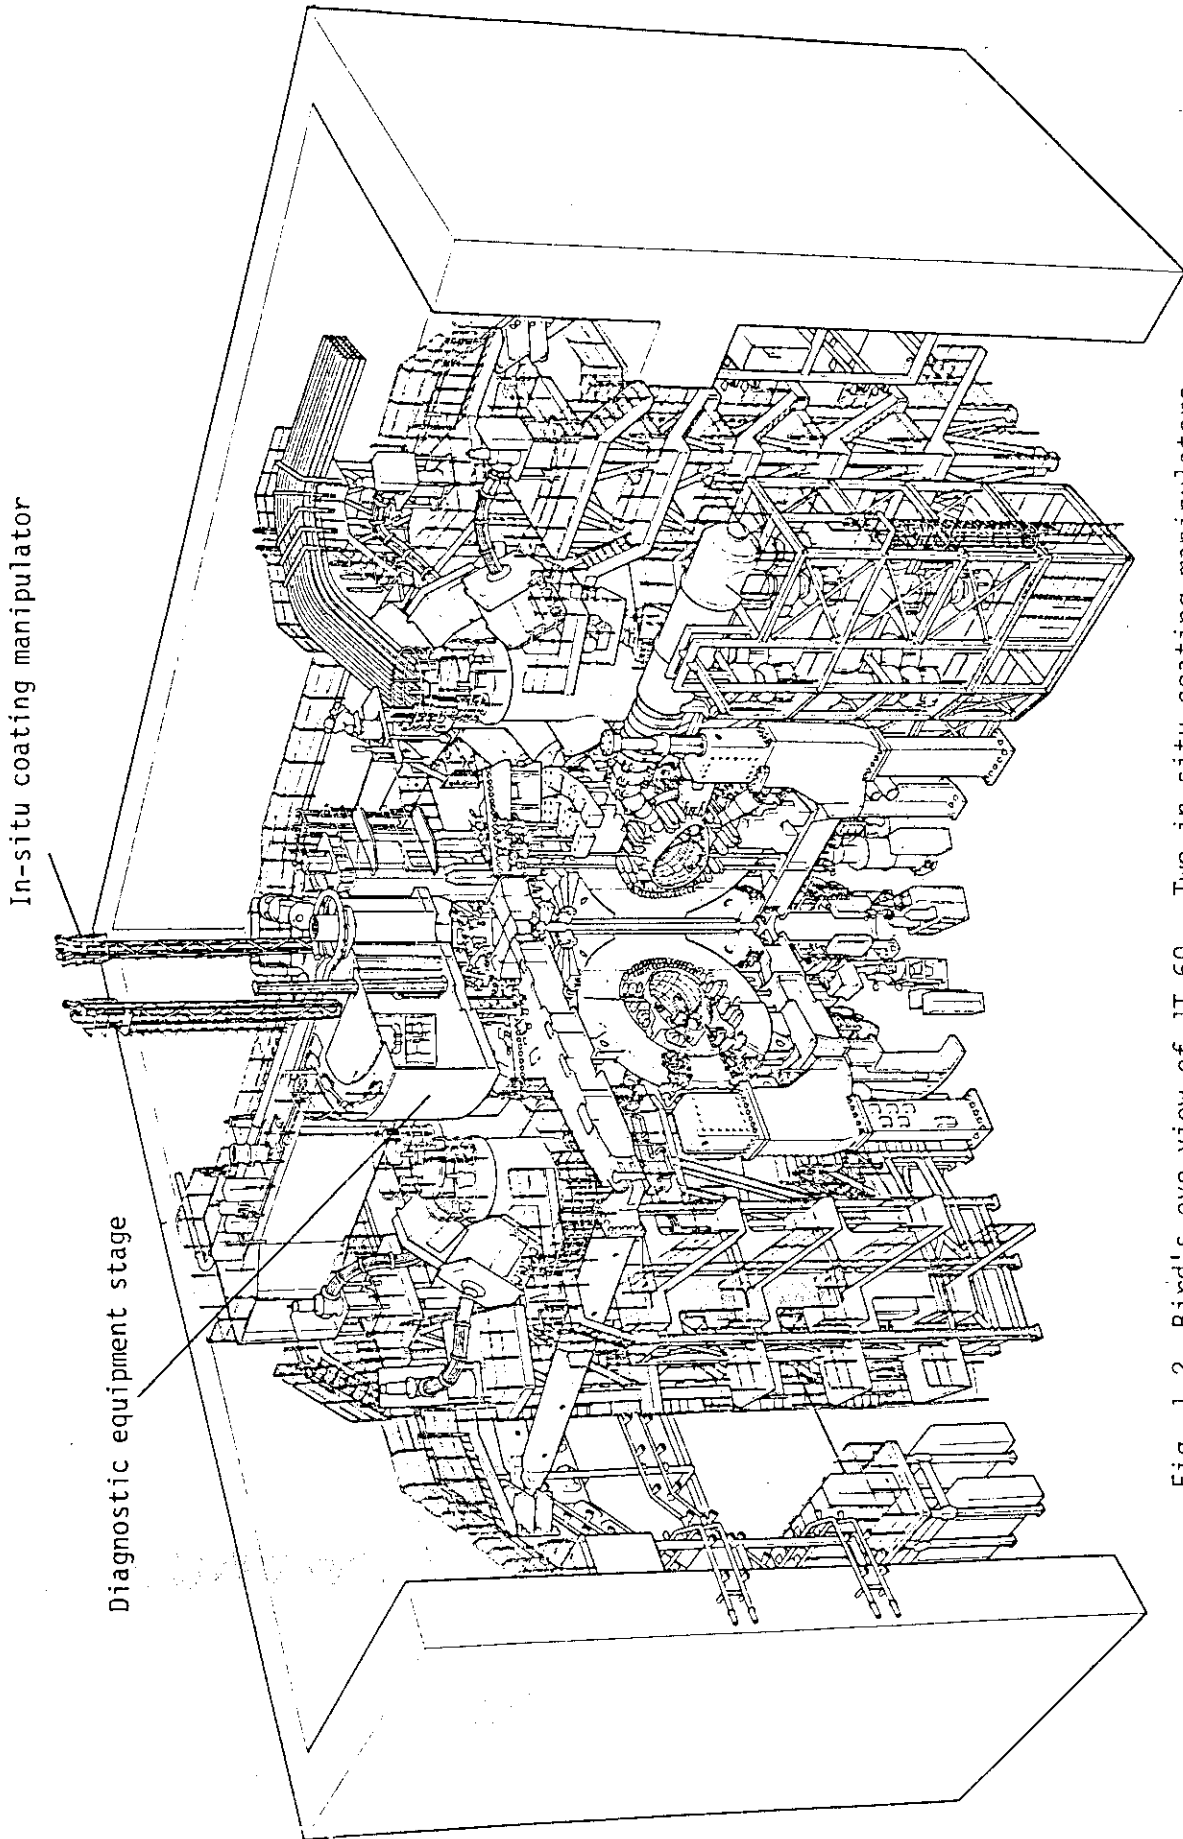 In-situ coating manipulator
Diagnostic equipment stage
Fig. 1.2 Bird's eye view of JT-60. Two in-situ coating manipulators